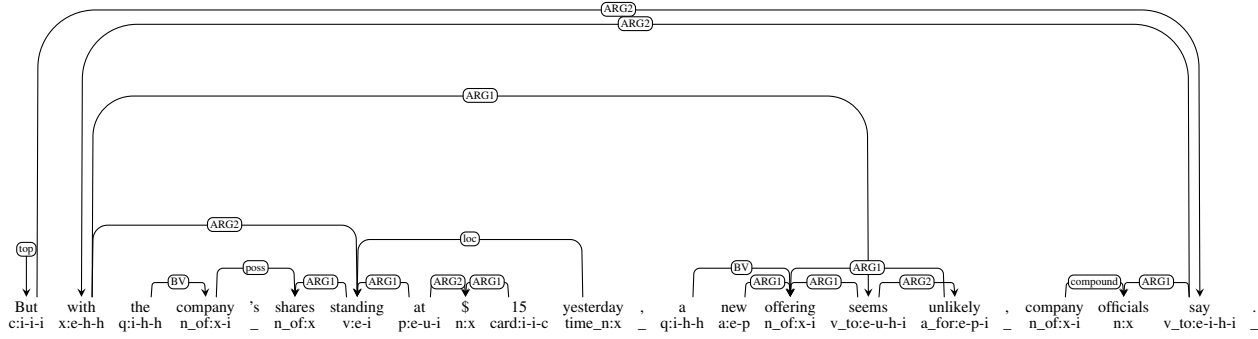 ARG2
ARG2
ARG1
ARG2
loc
top
BV poss ARG1 ARG1 ARG2 ARG1 BV ARG1 ARG1 ARG1 ARG2 compound ARG1
But with the company 's shares standing at $ 15 yesterday , a new offering seems unlikely , company officials say .
c:i-i-i x:e-h-h q:i-h-h n_of:x-i _ n_of:x v:e-i p:e-u-i n:x card:i-i-c time_n:x _ q:i-h-h a:e-p n_of:x-i v_to:e-u-h-i a_for:e-p-i _ n_of:x-i n:x v_to:e-i-h-i _